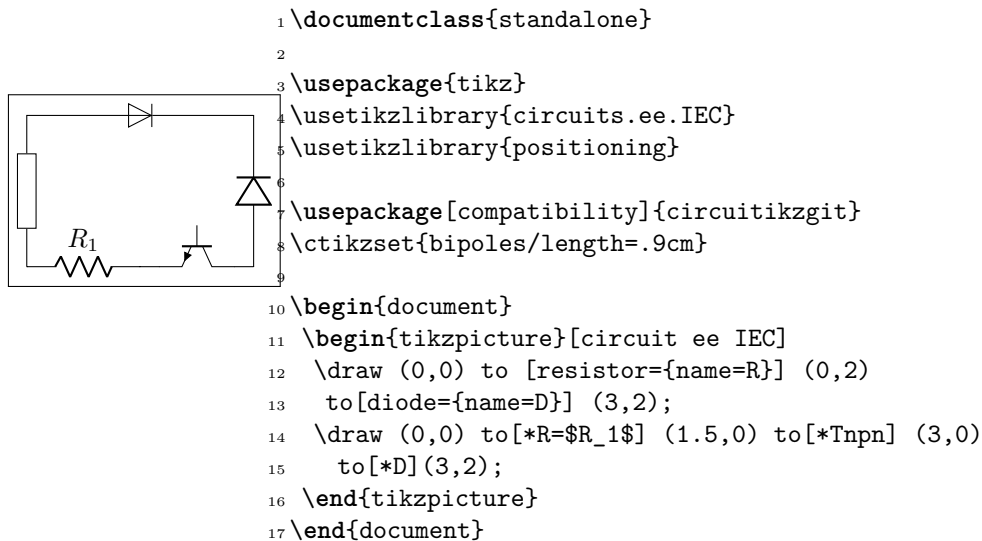 R_1
1 \documentclass{standalone}
2
3 \usepackage{tikz}
4 \usetikzlibrary{circuits.ee.IEC}
5 \usetikzlibrary{positioning}
6
7 \usepackage[compatibility]{circuitikzgit}
8 \ctikzset{bipoles/length=.9cm}
9
10 \begin{document}
11  \begin{tikzpicture}[circuit ee IEC]
12   \draw (0,0) to [resistor={name=R}] (0,2)
13    to[diode={name=D}] (3,2);
14   \draw (0,0) to[*R=$R_1$] (1.5,0) to[*Tnpn] (3,0)
15     to[*D](3,2);
16  \end{tikzpicture}
17 \end{document}